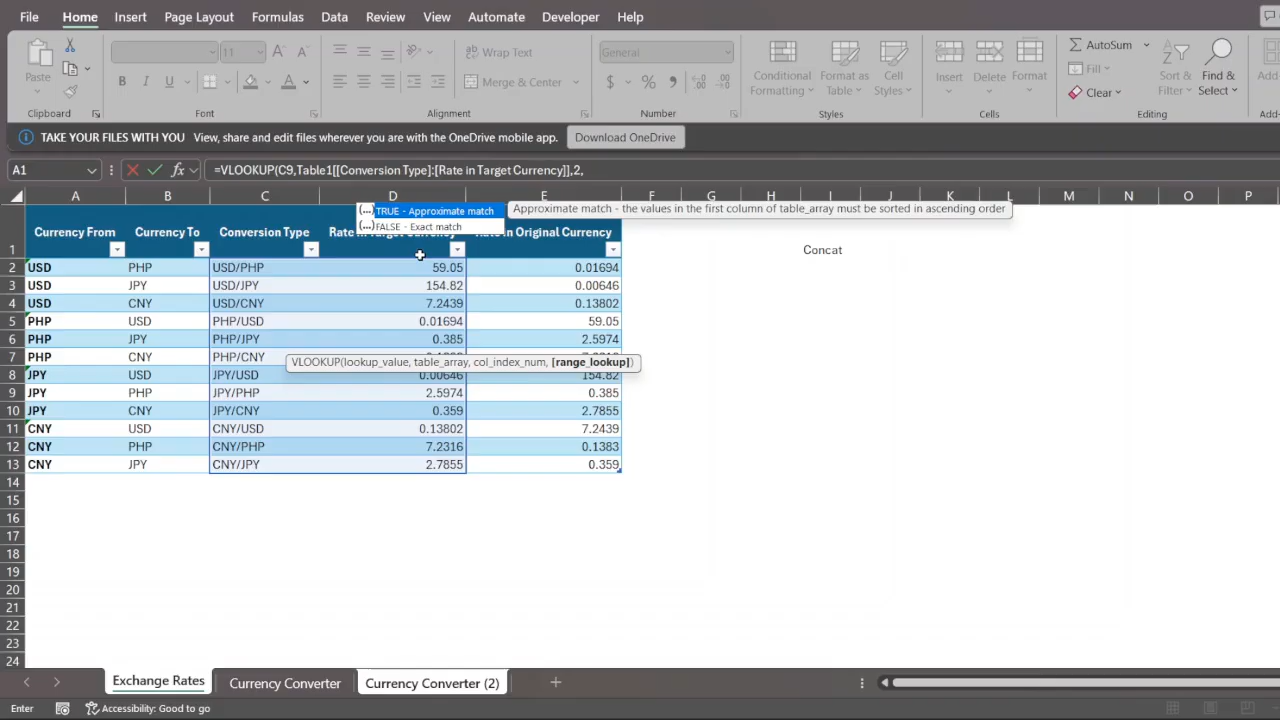 File Home Insert Page Layout Formulas Data Review View Automate Developer Help
Paste
Clipboard
11
B I U
Font
Wrap Text
Merge & Center
Alignment
General
$ %
Number
Conditional Formatting
Format as Table
Cell Styles
Styles
Insert Delete Format
Cells
AutoSum
Fill
Clear
Sort & Filter
Find & Select
Editing
TAKE YOUR FILES WITH YOU View, share and edit files wherever you are with the OneDrive mobile app. Download OneDrive
A1 fx =VLOOKUP(C9,Table1[[Conversion Type]:[Rate in Target Currency]],2,
A B C D E F G H I J K L M N O P
(...) TRUE - Approximate match Approximate match - the values in the first column of table_array must be sorted in ascending order
(...) FALSE - Exact match
1 Currency From Currency To Conversion Type Original Currency
Concat
2 USD PHP USD/PHP 59.05 0.01694
3 USD JPY USD/JPY 154.82 0.00646
4 USD CNY USD/CNY 7.2439 0.13802
5 PHP USD PHP/USD 0.01694 59.05
6 PHP JPY PHP/JPY 0.385 2.5974
7 PHP CNY PHP/CNY
VLOOKUP(lookup_value, table_array, col_index_num, [range_lookup])
8 JPY USD JPY/USD 0.00646 154.82
9 JPY PHP JPY/PHP 2.5974 0.385
10 JPY CNY JPY/CNY 0.359 2.7855
11 CNY USD CNY/USD 0.13802 7.2439
12 CNY PHP CNY/PHP 7.2316 0.1383
13 CNY JPY CNY/JPY 2.7855 0.359
14
15
16
17
18
19
20
21
22
23
24
Exchange Rates Currency Converter Currency Converter (2)
Enter Accessibility: Good to go